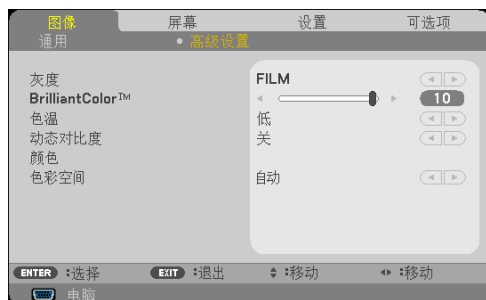 图像 屏幕 设置 可选项
通用 • 高级设置
灰度 FILM
BrilliantColor™ 10
色温 低
动态对比度 关
颜色
色彩空间 自动
ENTER :选择 EXIT :退出 :移动 :移动
电脑